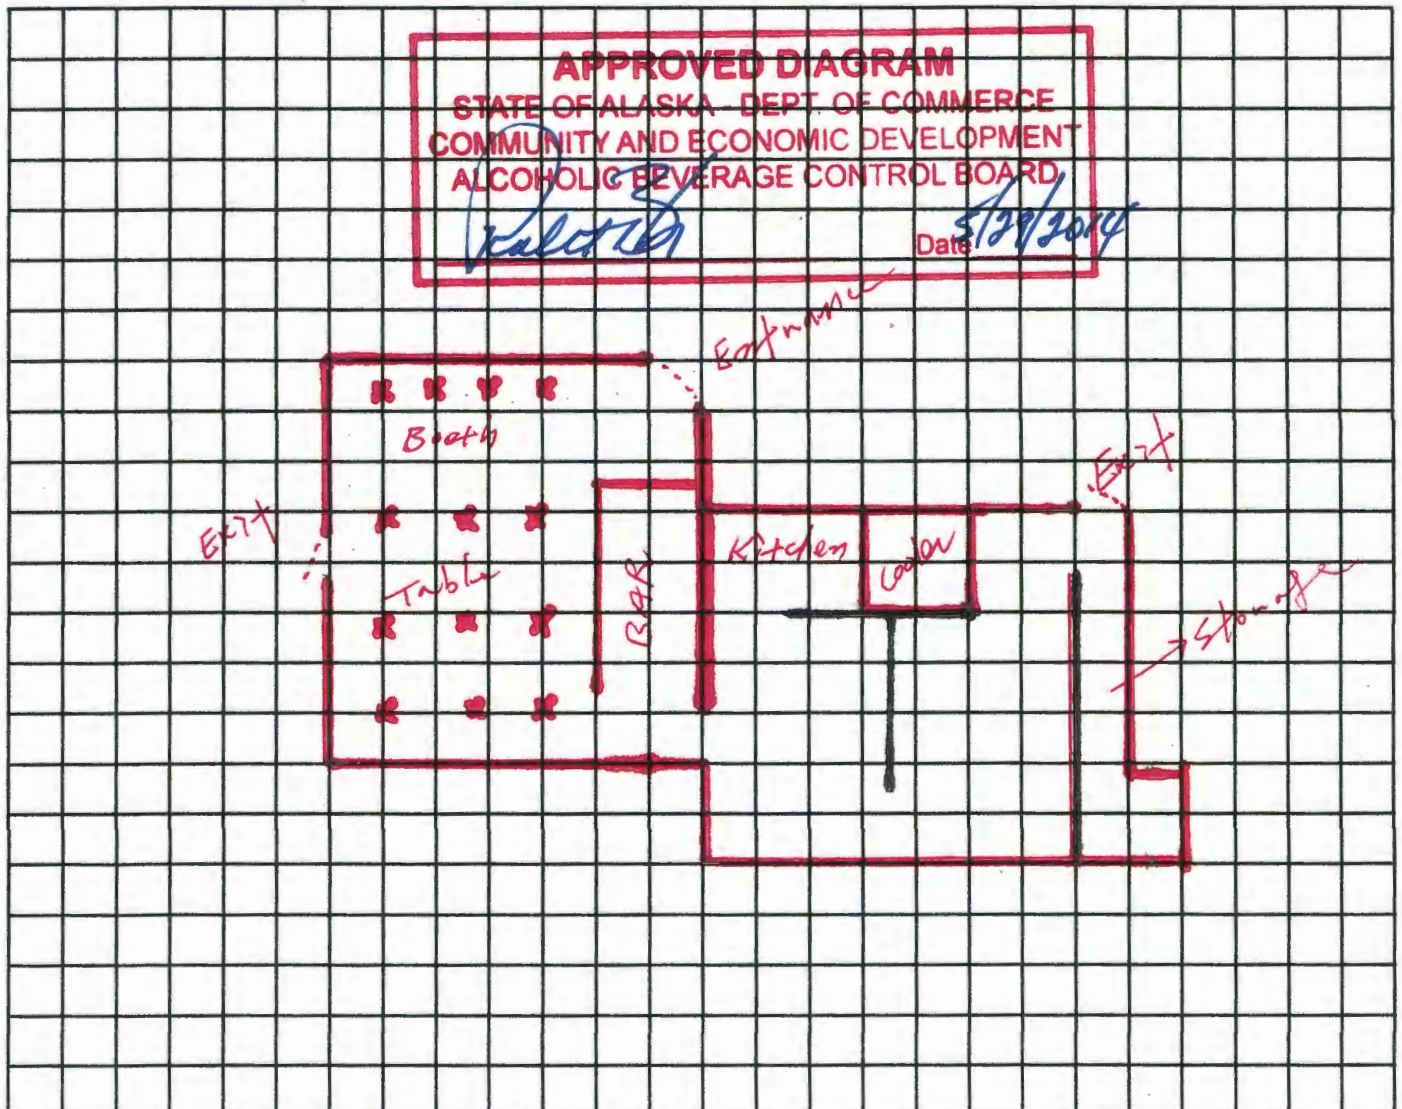 APPROVED DIAGRAM
STATE OF ALASKA - DEPT. OF COMMERCE
COMMUNITY AND ECONOMIC DEVELOPMENT
ALCOHOLIC BEVERAGE CONTROL BOARD
Date 5/29/2014
Entrance
Booth
Exit
Exit
Kitchen
Cooler
Table
BAR
Storage